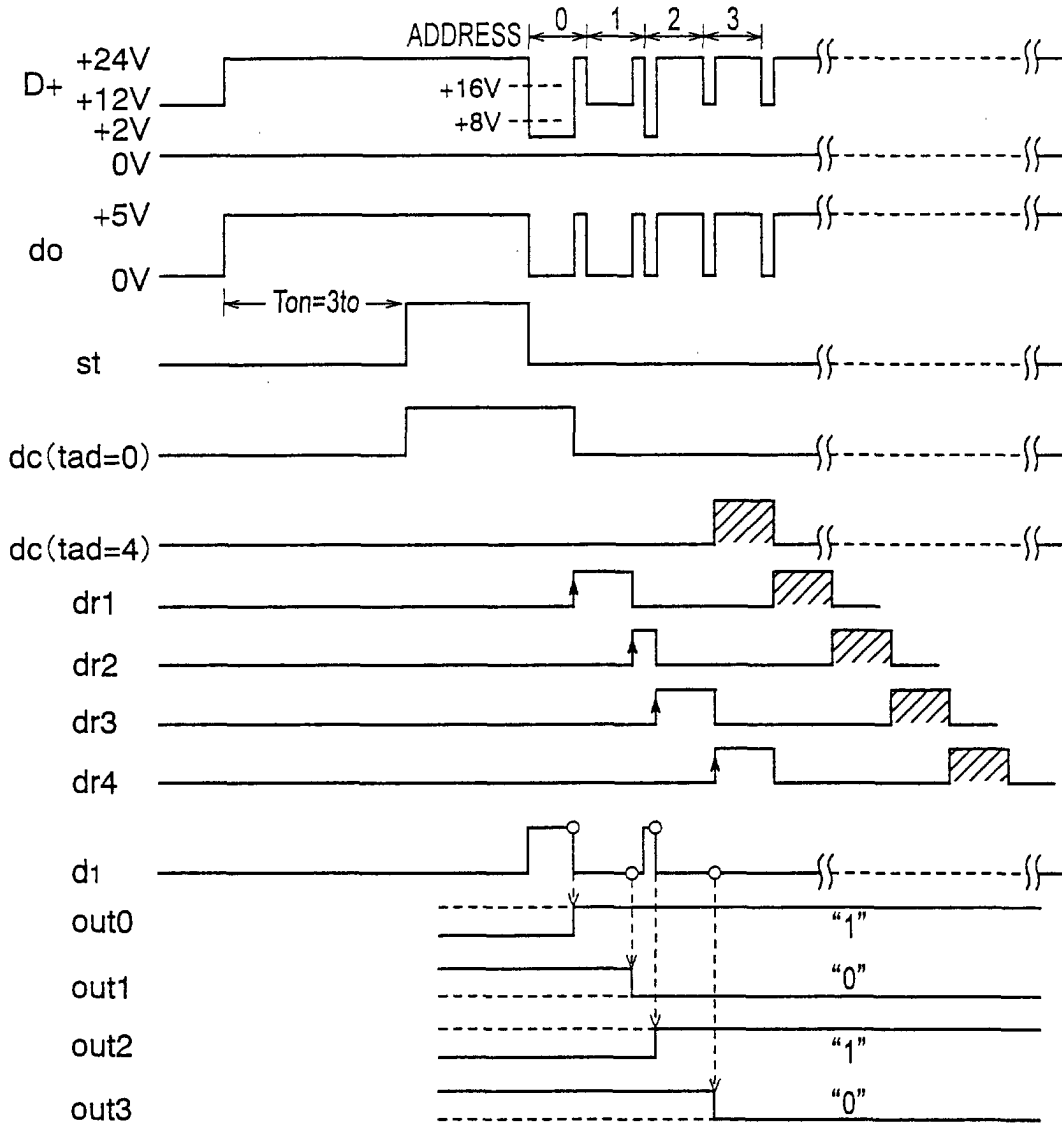 ADDRESS 0 1 2 3
D+
+24V
+12V
+2V
0V
+16V
+8V
do
+5V
0V
Ton=3to
st
dc(tad=0)
dc(tad=4)
dr1
dr2
dr3
dr4
d1
out0 “1”
out1 “0”
out2 “1”
out3 “0”